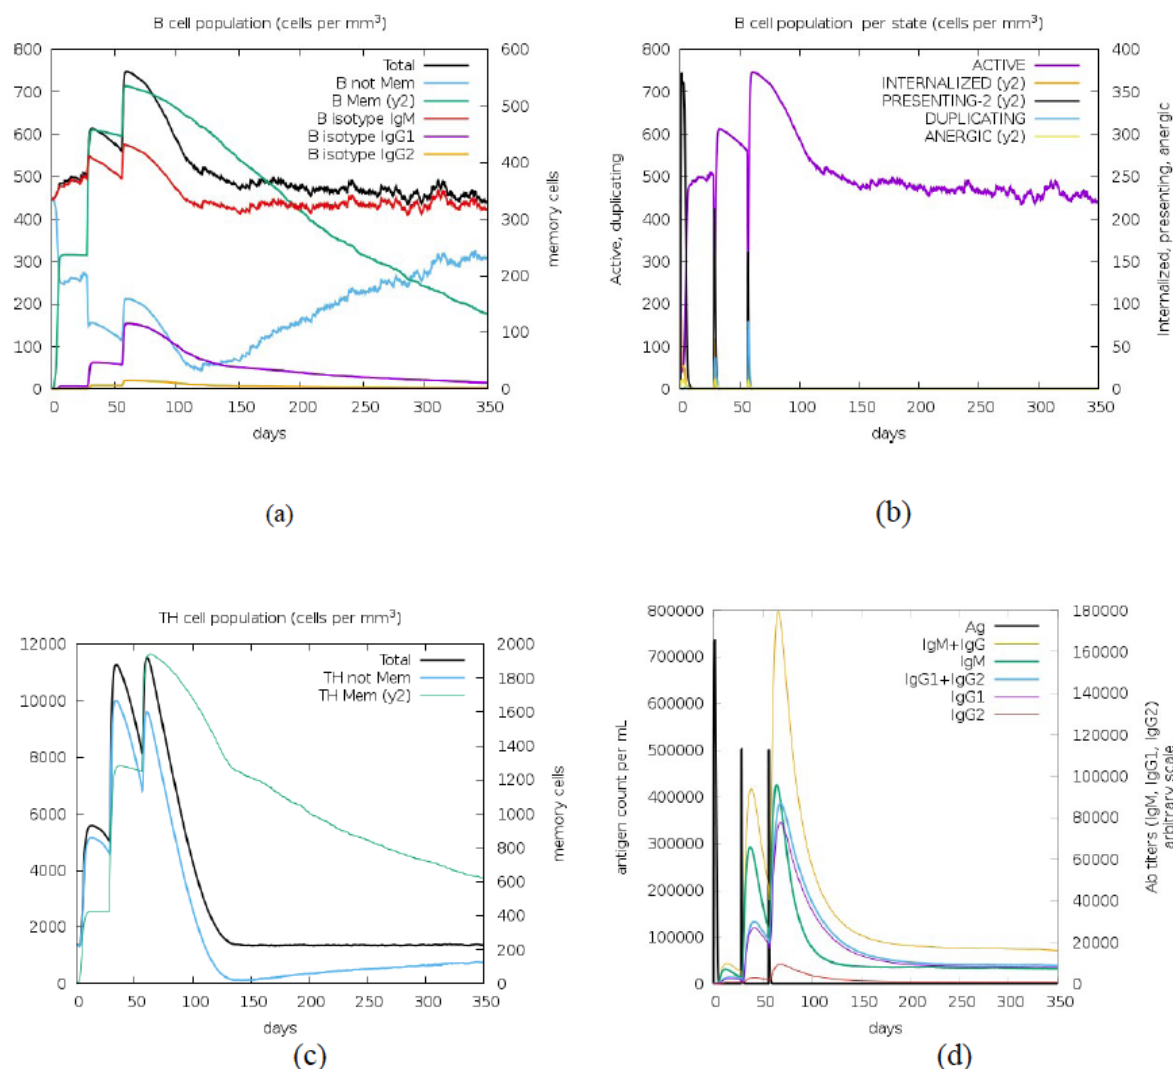 B cell population (cells per mm³)
800
700
600
500
400
300
200
100
0
600
500
400
300
200
100
0
Total
B not Mem
B Mem (y2)
B isotype IgM
B isotype IgG1
B isotype IgG2
memory cells
0 50 100 150 200 250 300 350
days
(a)
B cell population per state (cells per mm³)
Active, duplicating
800
700
600
500
400
300
200
100
0
400
350
300
250
200
150
100
50
0
ACTIVE
INTERNALIZED (y2)
PRESENTING-2 (y2)
DUPLICATING
ANERGIC (y2)
Internalized, presenting, anergic
0 50 100 150 200 250 300 350
days
(b)
TH cell population (cells per mm³)
12000
10000
8000
6000
4000
2000
0
2000
1800
1600
1400
1200
1000
800
600
400
200
0
Total
TH not Mem
TH Mem (y2)
memory cells
0 50 100 150 200 250 300 350
days
(c)
antigen count per mL
800000
700000
600000
500000
400000
300000
200000
100000
0
180000
160000
140000
120000
100000
80000
60000
40000
20000
0
Ag
IgM+IgG
IgM
IgG1+IgG2
IgG1
IgG2
Ab titers (IgM, IgG1, IgG2)
arbitrary scale
0 50 100 150 200 250 300 350
days
(d)